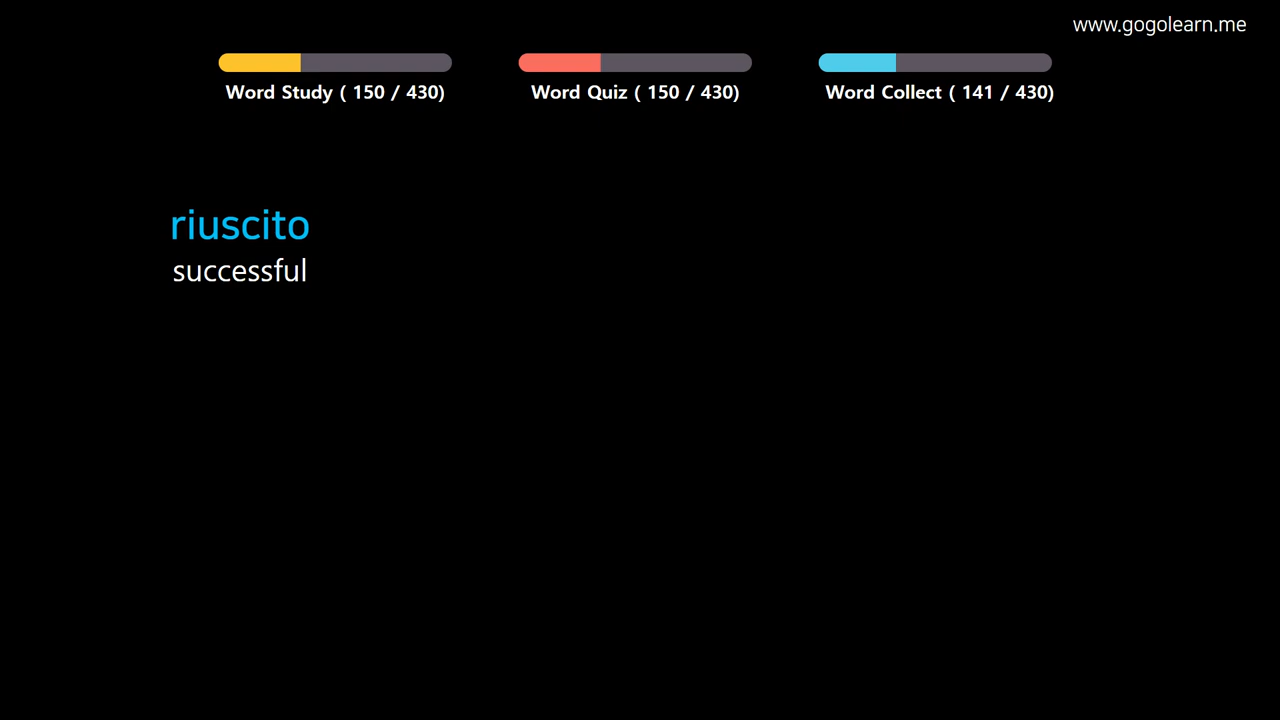 www.gogolearn.me
Word Study ( 150 / 430)
Word Quiz ( 150 / 430)
Word Collect ( 141 / 430)
riuscito
successful